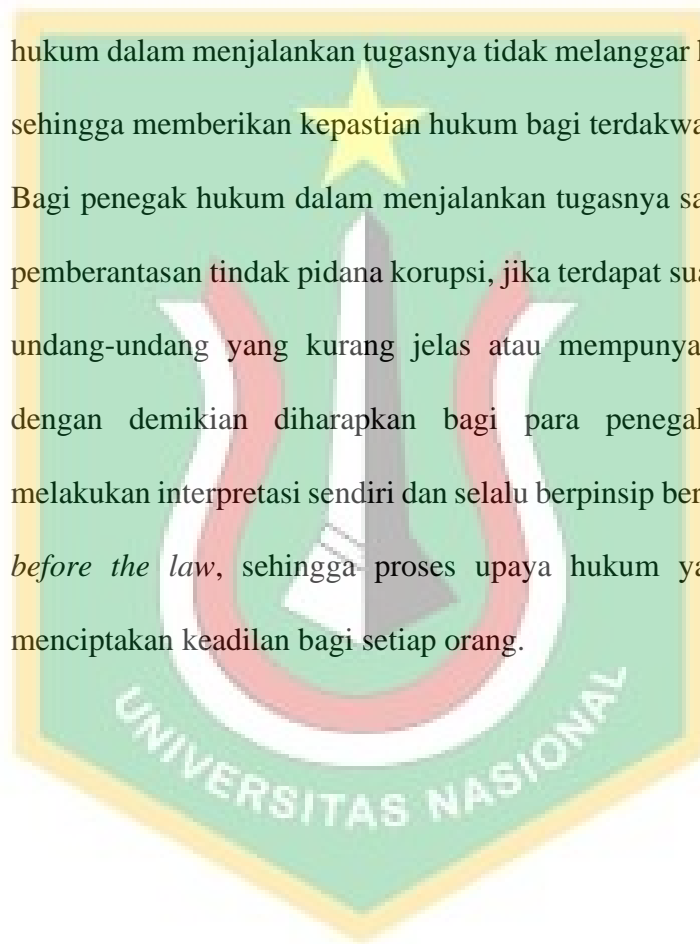 hukum dalam menjalankan tugasnya tidak melanggar
sehingga memberikan kepastian hukum bagi terdakwa
Bagi penegak hukum dalam menjalankan tugasnya
pemberantasan tindak pidana korupsi, jika terdapat
undang-undang yang kurang jelas atau
dengan demikian diharapkan bagi para
melakukan interpretasi sendiri dan selalu berpinsip
before the law, sehingga proses upaya hukum
menciptakan keadilan bagi setiap orang.
UNIVERSITAS NASIONAL